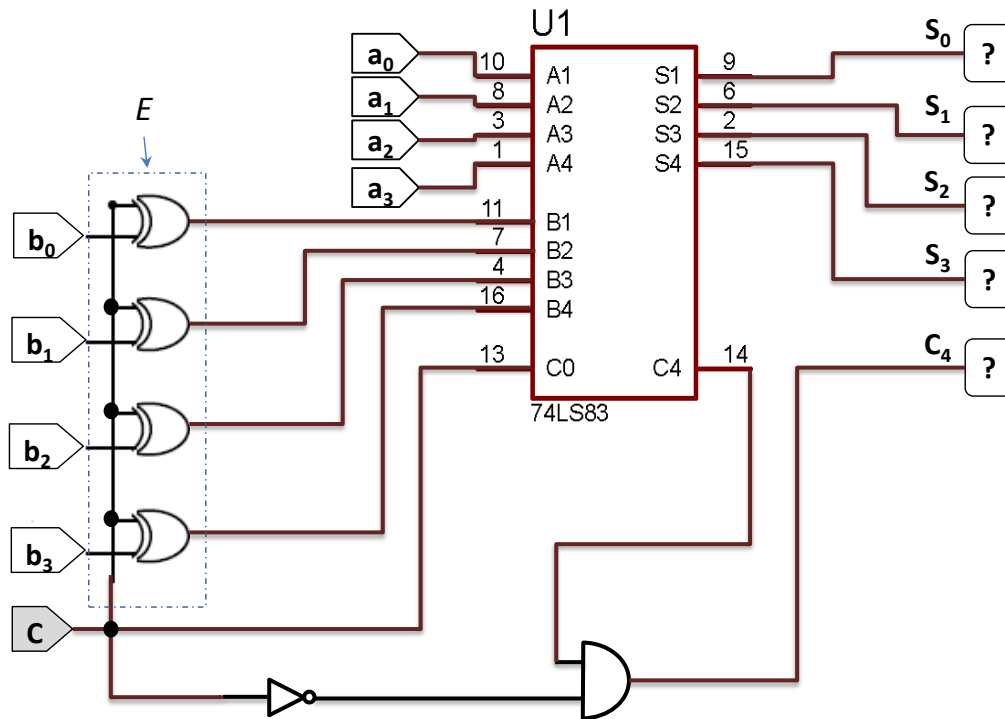 U1
a₀
a₁
a₂
a₃
10
8
3
1
11
7
4
16
13
A1
A2
A3
A4
B1
B2
B3
B4
C0
S1
S2
S3
S4
C4
9
6
2
15
14
74LS83
S₀
?
S₁
?
S₂
?
S₃
?
C₄
?
E
b₀
b₁
b₂
b₃
C